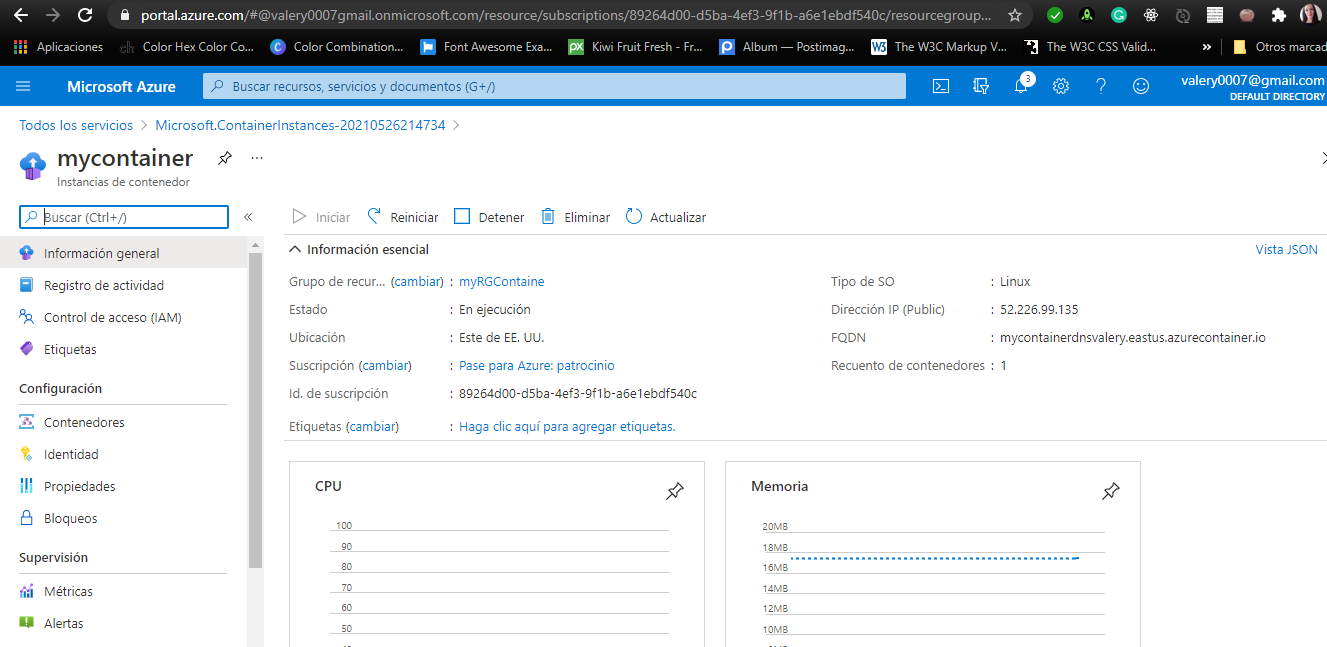 portal.azure.com/#@valery0007gmail.onmicrosoft.com/resource/subscriptions/89264d00-d5ba-4ef3-9f1b-a6e1ebdf540c/resourcegroup...
Aplicaciones Color Hex Color Co... Color Combination... Font Awesome Exa... Kiwi Fruit Fresh - Fr... Album — Postimag... The W3C Markup V... The W3C CSS Valid... » Otros marcad
Microsoft Azure Buscar recursos, servicios y documentos (G+/) 3 valery0007@gmail.com
DEFAULT DIRECTORY
Todos los servicios > Microsoft.ContainerInstances-20210526214734 >
mycontainer ...
Instancias de contenedor
Buscar (Ctrl+/) «
Información general
Registro de actividad
Control de acceso (IAM)
Etiquetas
Configuración
Contenedores
Identidad
Propiedades
Bloqueos
Supervisión
Métricas
Alertas
Iniciar Reiniciar Detener Eliminar Actualizar
Información esencial Vista JSON
Grupo de recur... (cambiar) : myRGContaine
Estado : En ejecución
Ubicación : Este de EE. UU.
Suscripción (cambiar) : Pase para Azure: patrocinio
Id. de suscripción : 89264d00-d5ba-4ef3-9f1b-a6e1ebdf540c
Etiquetas (cambiar) : Haga clic aquí para agregar etiquetas.
Tipo de SO : Linux
Dirección IP (Public) : 52.226.99.135
FQDN : mycontainerdnsvalery.eastus.azurecontainer.io
Recuento de contenedores : 1
CPU
100
90
80
70
60
50
Memoria
20MB
18MB
16MB
14MB
12MB
10MB